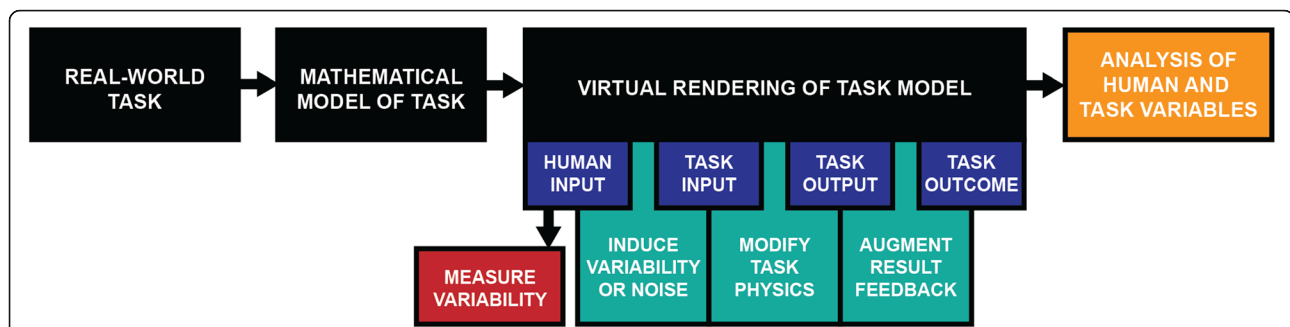 REAL-WORLD
TASK
MATHEMATICAL
MODEL OF TASK
VIRTUAL RENDERING OF TASK MODEL
ANALYSIS OF
HUMAN AND
TASK VARIABLES
HUMAN
INPUT
TASK
INPUT
TASK
OUTPUT
TASK
OUTCOME
MEASURE
VARIABILITY
INDUCE
VARIABILITY
OR NOISE
MODIFY
TASK
PHYSICS
AUGMENT
RESULT
FEEDBACK